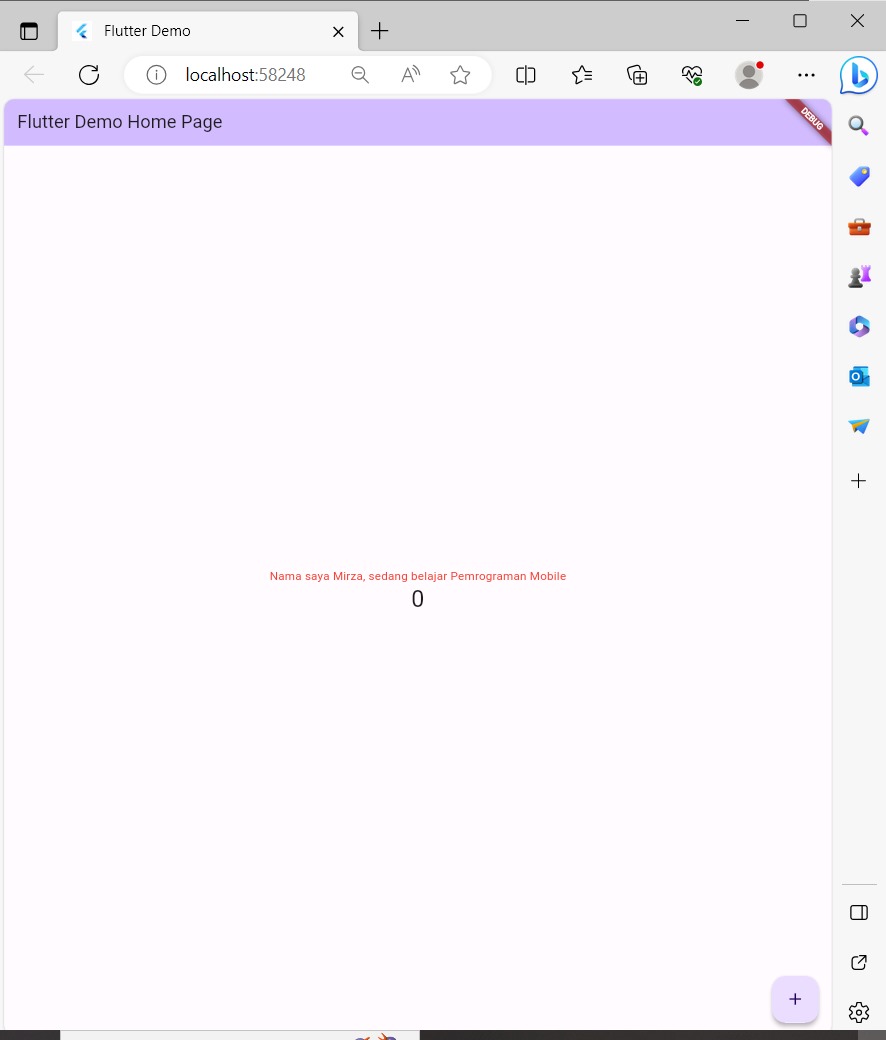 Flutter Demo
localhost:58248
Flutter Demo Home Page
DEBUG
Nama saya Mirza, sedang belajar Pemrograman Mobile
0
+